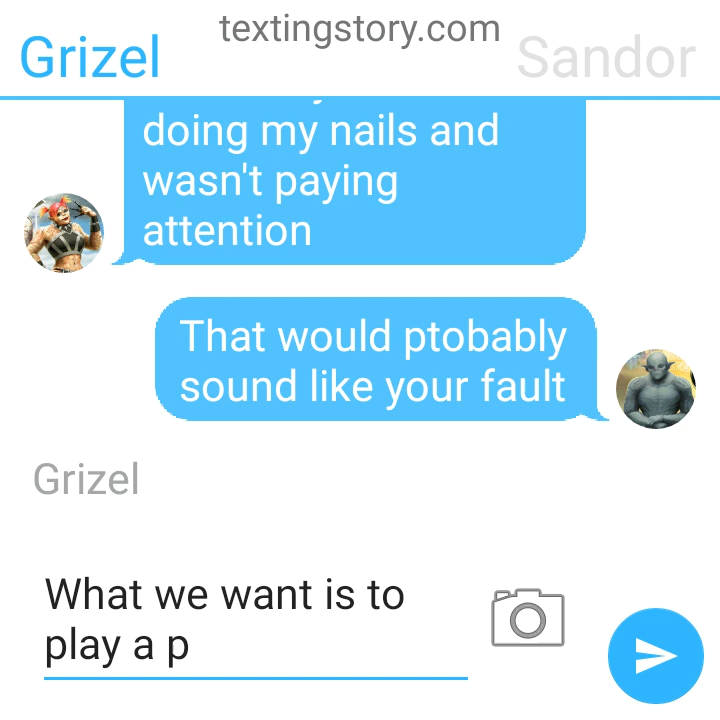 textingstory.com
Grizel
Sandor
doing my nails and
wasn't paying
attention
That would ptobably
sound like your fault
Grizel
What we want is to
play a p